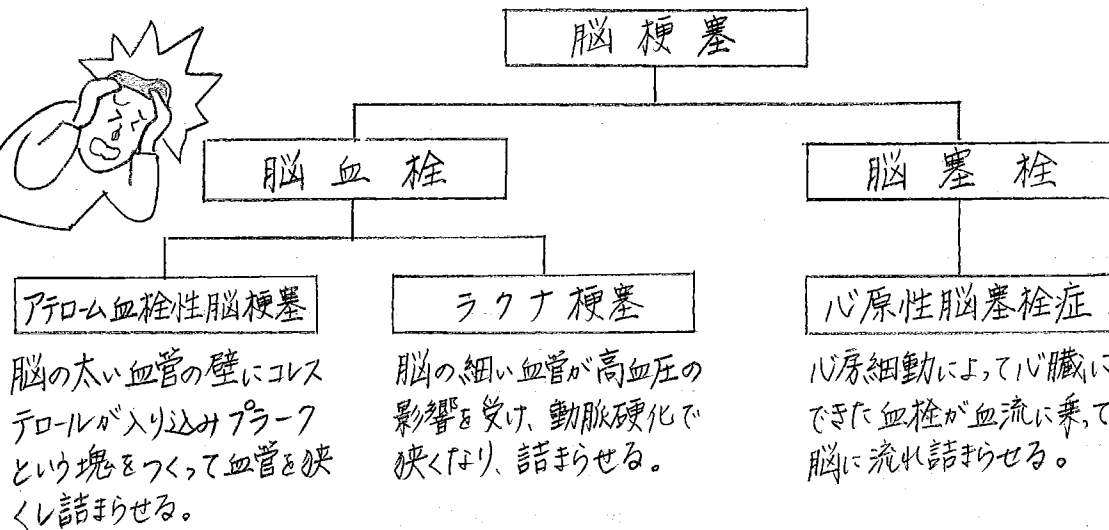 脳梗塞
脳血栓
脳塞栓
アテローム血栓性脳梗塞
脳の太い血管の壁にコレス
テロールが入り込みプラーク
という塊をつくって血管を狭
くし詰まらせる。
ラクナ梗塞
脳の細い血管が高血圧の
影響を受け、動脈硬化で
狭くなり、詰まらせる。
心原性脳塞栓症
心房細動によって心臓に
できた血栓が血流に乗って
脳に流れ詰まらせる。